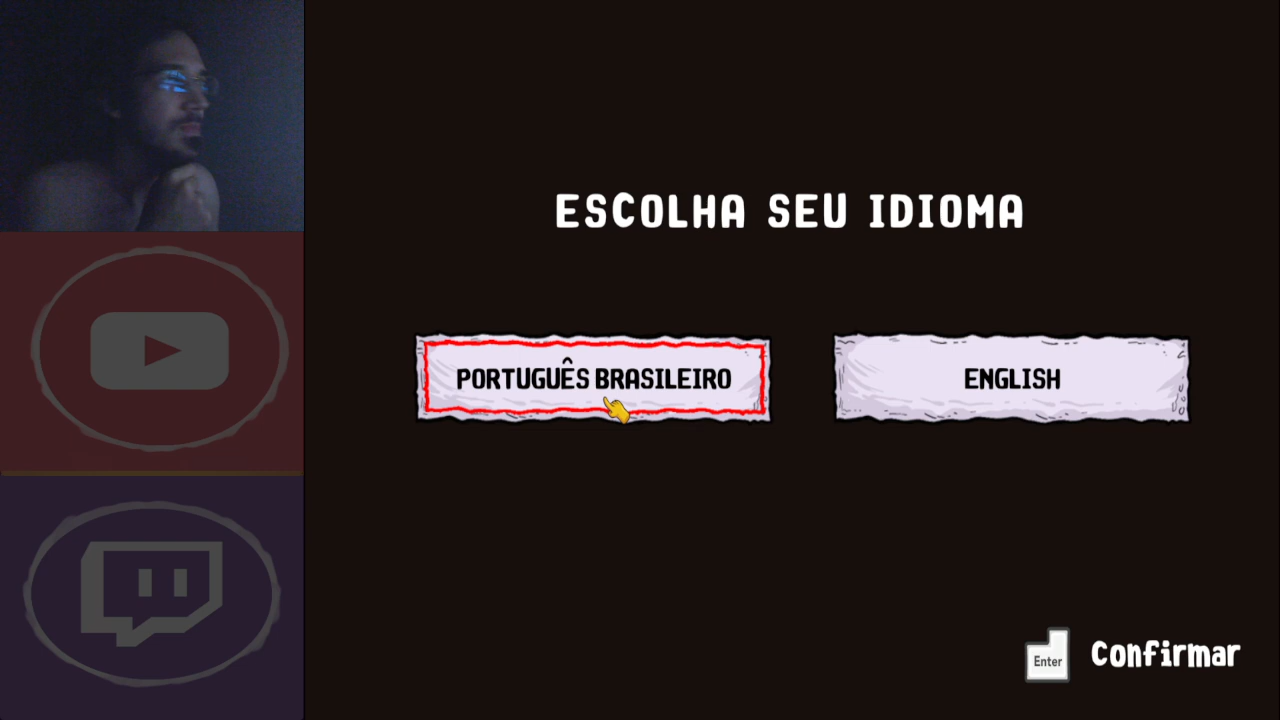 ESCOLHA SEU IDIOMA
PORTUGUÊS BRASILEIRO
ENGLISH
Enter
Confirmar